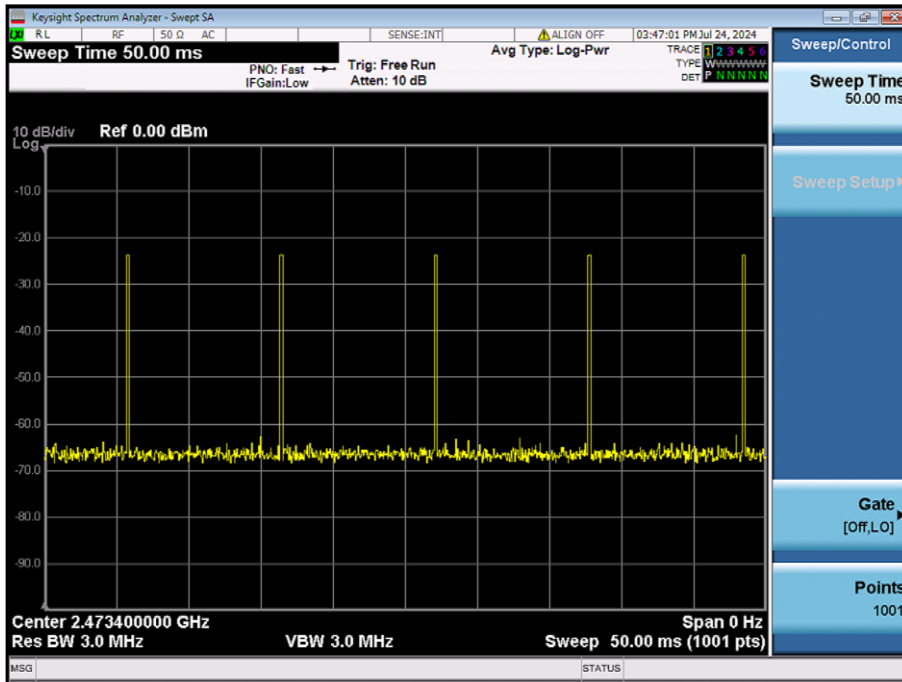 Keysight Spectrum Analyzer - Swept SA
LXI RL RF 50 Ω AC SENSE:INT ALIGN OFF 03:47:01 PM Jul 24, 2024
Sweep Time 50.00 ms
PNO: Fast
IFGain:Low
Trig: Free Run
Atten: 10 dB
Avg Type: Log-Pwr
TRACE 1 2 3 4 5 6
TYPE WWWWWW
DET P N N N N N
10 dB/div Ref 0.00 dBm
Log
-10.0
-20.0
-30.0
-40.0
-50.0
-60.0
-70.0
-80.0
-90.0
Center 2.473400000 GHz Span 0 Hz
Res BW 3.0 MHz VBW 3.0 MHz Sweep 50.00 ms (1001 pts)
MSG STATUS
Sweep/Control
Sweep Time
50.00 ms
Sweep Setup
Gate
[Off,LO]
Points
1001